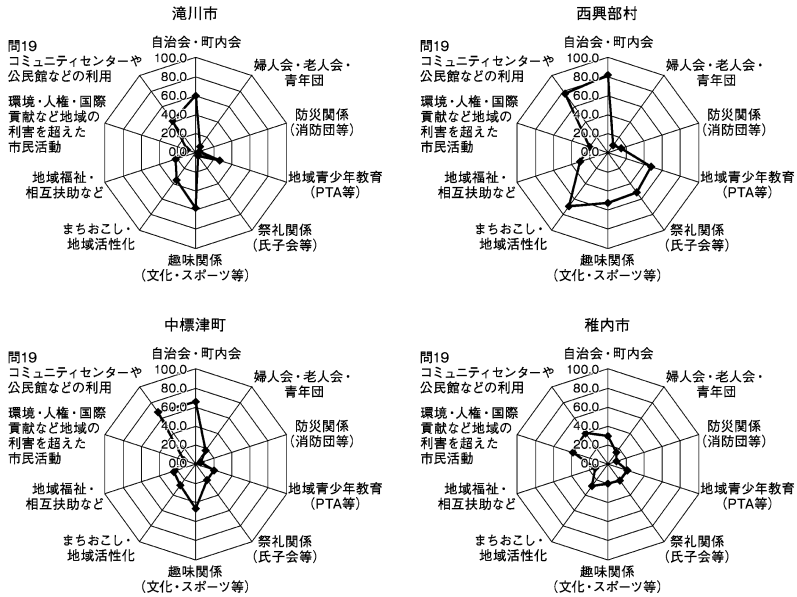 滝川市
自治会・町内会
婦人会・老人会・
青年団
防災関係
(消防団等)
地域青少年教育
(PTA等)
祭礼関係
(氏子会等)
趣味関係
(文化・スポーツ等)
まちおこし・
地域活性化
地域福祉・
相互扶助など
環境・人権・国際
貢献など地域の
利害を超えた
市民活動
問19
コミュニティセンターや
公民館などの利用
100.0
80.0
60.0
40.0
20.0
0.0
西興部村
自治会・町内会
婦人会・老人会・
青年団
防災関係
(消防団等)
地域青少年教育
(PTA等)
祭礼関係
(氏子会等)
趣味関係
(文化・スポーツ等)
まちおこし・
地域活性化
地域福祉・
相互扶助など
環境・人権・国際
貢献など地域の
利害を超えた
市民活動
問19
コミュニティセンターや
公民館などの利用
100.0
80.0
60.0
40.0
20.0
0.0
中標津町
自治会・町内会
婦人会・老人会・
青年団
防災関係
(消防団等)
地域青少年教育
(PTA等)
祭礼関係
(氏子会等)
趣味関係
(文化・スポーツ等)
まちおこし・
地域活性化
地域福祉・
相互扶助など
環境・人権・国際
貢献など地域の
利害を超えた
市民活動
問19
コミュニティセンターや
公民館などの利用
100.0
80.0
60.0
40.0
20.0
0.0
稚内市
自治会・町内会
婦人会・老人会・
青年団
防災関係
(消防団等)
地域青少年教育
(PTA等)
祭礼関係
(氏子会等)
趣味関係
(文化・スポーツ等)
まちおこし・
地域活性化
地域福祉・
相互扶助など
環境・人権・国際
貢献など地域の
利害を超えた
市民活動
問19
コミュニティセンターや
公民館などの利用
100.0
80.0
60.0
40.0
20.0
0.0